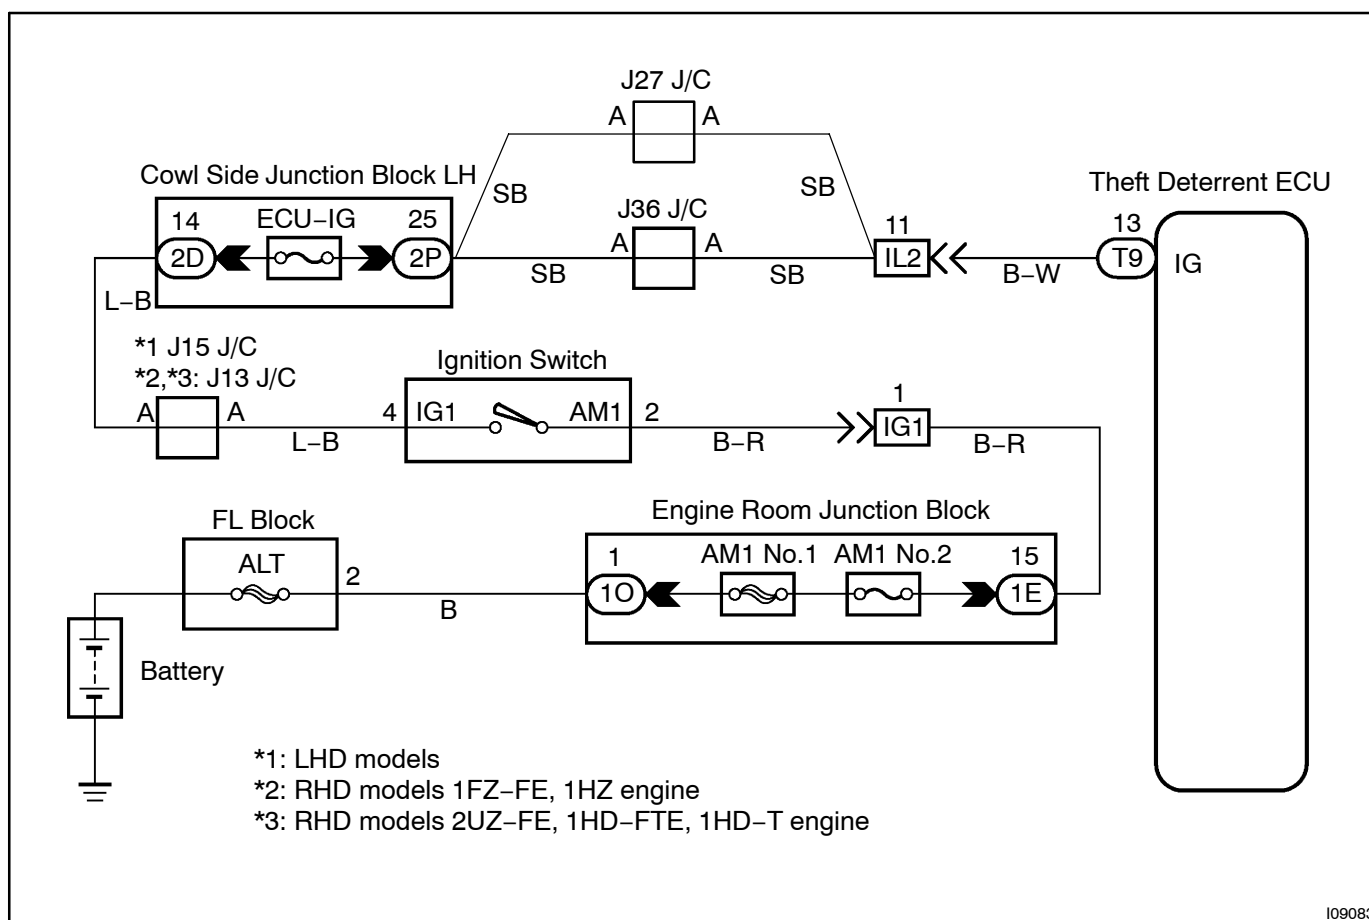 J27 J/C
A A
Cowl Side Junction Block LH
SB
SB
Theft Deterrent ECU
14 ECU–IG 25
J36 J/C
A A
11
13
2D 2P
SB SB
IL2
B–W
T9 IG
L–B
*1 J15 J/C
*2,*3: J13 J/C
Ignition Switch
A A
4 IG1 AM1 2
1
IG1
L–B
B–R
B–R
FL Block
Engine Room Junction Block
ALT
2
1 AM1 No.1 AM1 No.2 15
1O 1E
B
Battery
*1: LHD models
*2: RHD models 1FZ–FE, 1HZ engine
*3: RHD models 2UZ–FE, 1HD–FTE, 1HD–T engine